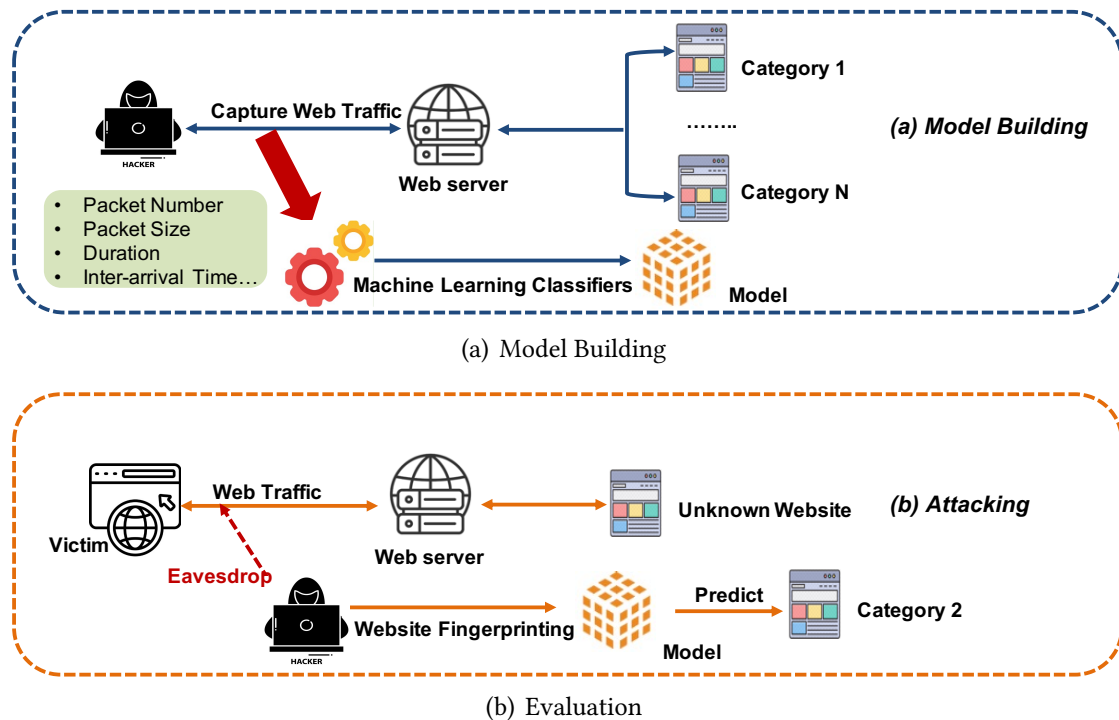 Category 1
Capture Web Traffic
........
(a) Model Building
HACKER
Web server
Category N
• Packet Number
• Packet Size
• Duration
• Inter-arrival Time…
Machine Learning Classifiers
Model
(a) Model Building
Web Traffic
Unknown Website
(b) Attacking
Victim
Web server
Eavesdrop
Predict
Category 2
Website Fingerprinting
Model
HACKER
(b) Evaluation